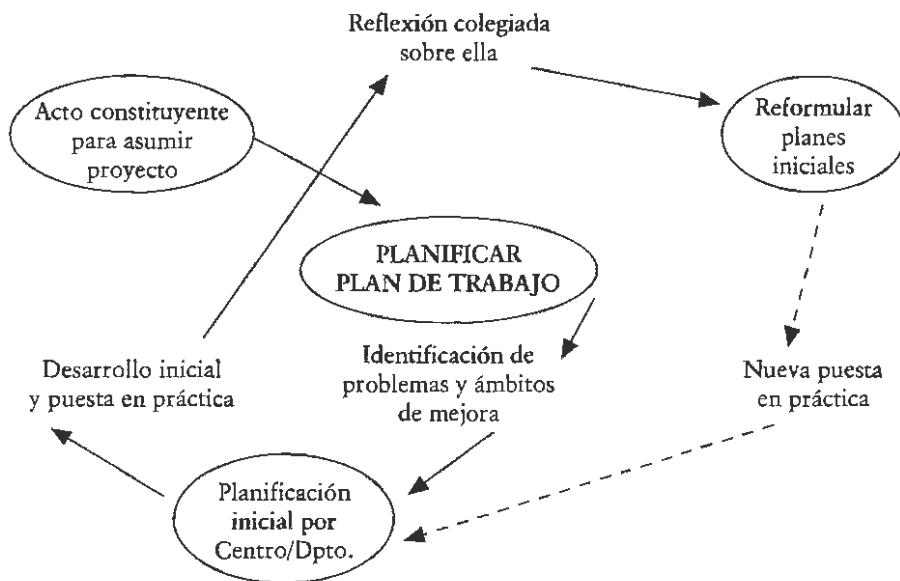 Reflexión colegiada
sobre ella
Acto constituyente
para asumir
proyecto
Reformular
planes
iniciales
PLANIFICAR
PLAN DE TRABAJO
Identificación de
problemas y ámbitos
de mejora
Desarrollo inicial
y puesta en práctica
Nueva puesta
en práctica
Planificación
inicial por
Centro/Dpto.